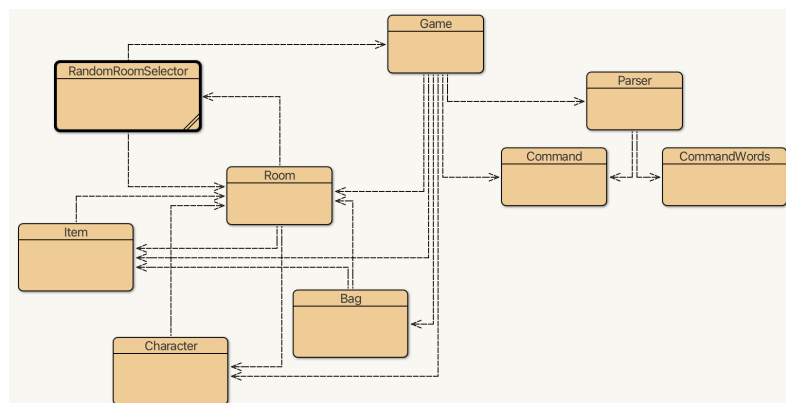 Game
RandomRoomSelector
Parser
Command
CommandWords
Room
Item
Bag
Character